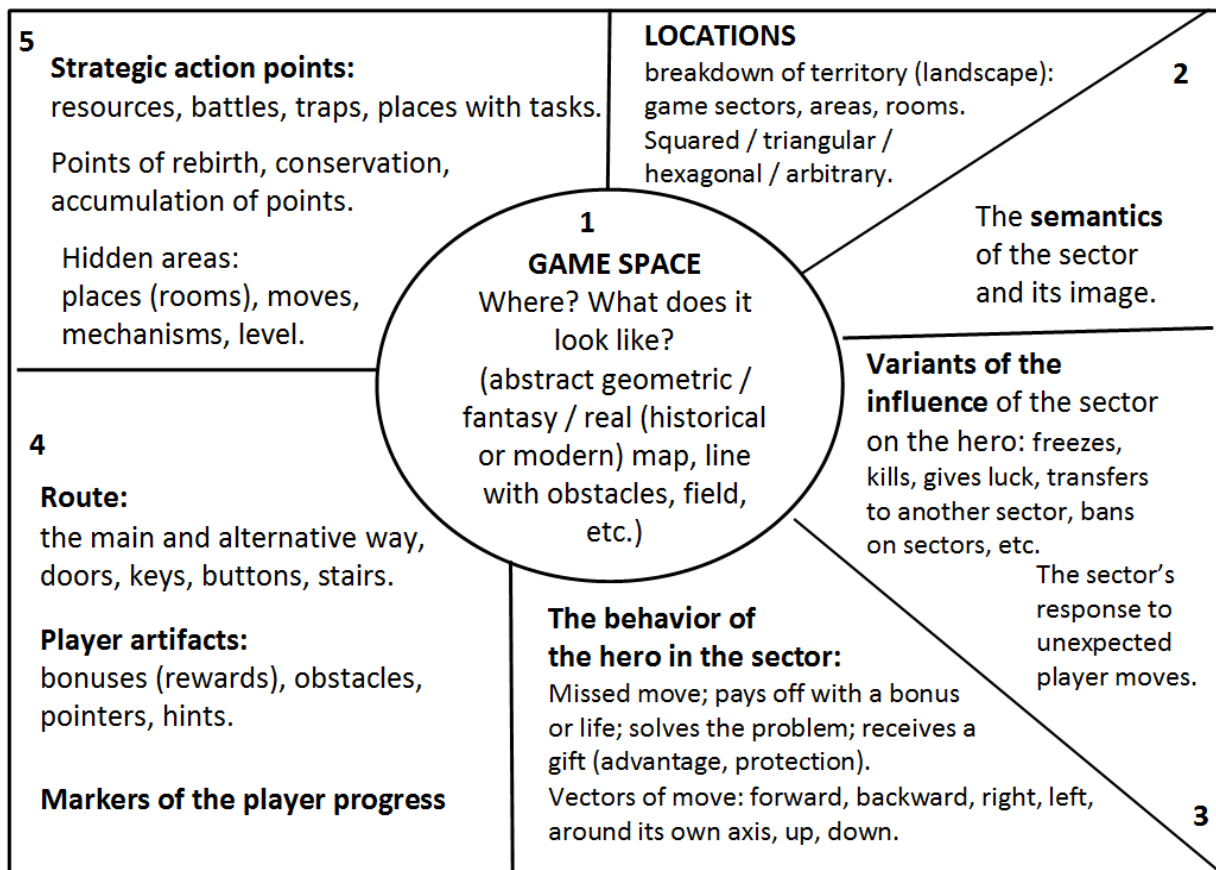 1
GAME SPACE
Where? What does it
look like?
(abstract geometric /
fantasy / real (historical
or modern) map, line
with obstacles, field,
etc.)
LOCATIONS
breakdown of territory (landscape):
game sectors, areas, rooms.
Squared / triangular /
hexagonal / arbitrary.
2
The semantics
of the sector
and its image.
Variants of the
influence of the sector
on the hero: freezes,
kills, gives luck, transfers
to another sector, bans
on sectors, etc.
The sector’s
response to
unexpected
player moves.
3
The behavior of
the hero in the sector:
Missed move; pays off with a bonus
or life; solves the problem; receives a
gift (advantage, protection).
Vectors of move: forward, backward, right, left,
around its own axis, up, down.
4
Route:
the main and alternative way,
doors, keys, buttons, stairs.
Player artifacts:
bonuses (rewards), obstacles,
pointers, hints.
Markers of the player progress
5
Strategic action points:
resources, battles, traps, places with tasks.
Points of rebirth, conservation,
accumulation of points.
Hidden areas:
places (rooms), moves,
mechanisms, level.